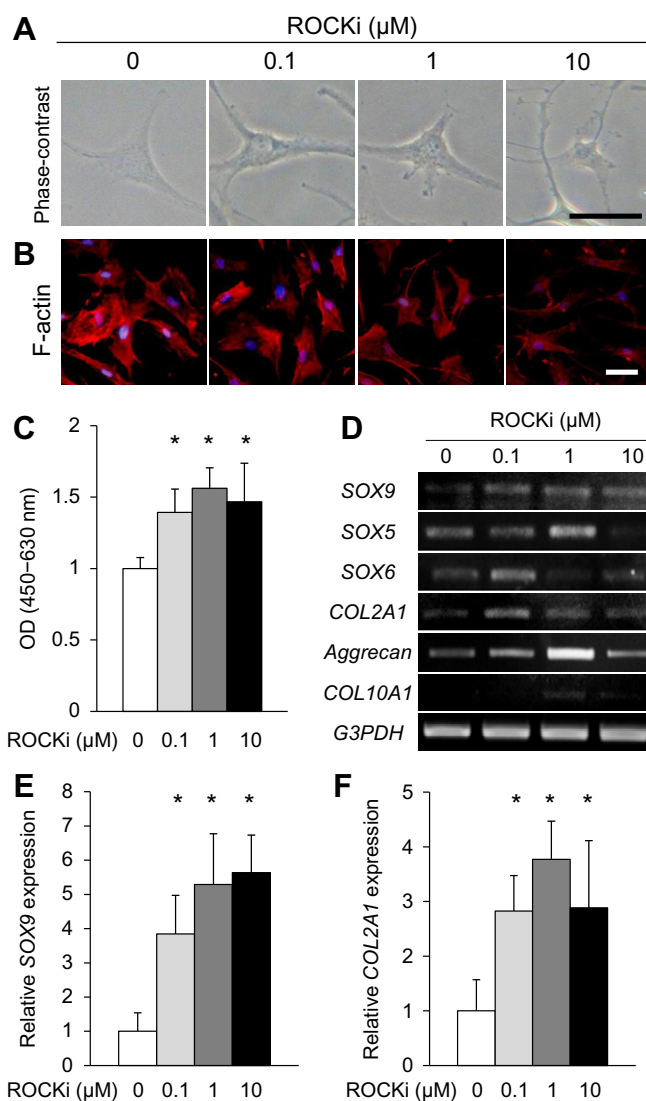 A
ROCKi (μM)
0 0.1 1 10
Phase-contrast
B
F-actin
C
OD (450−630 nm)
2
1.5
1
0.5
0
* * *
ROCKi (μM) 0 0.1 1 10
D
ROCKi (μM)
0 0.1 1 10
SOX9
SOX5
SOX6
COL2A1
Aggrecan
COL10A1
G3PDH
E
Relative SOX9 expression
8
7
6
5
4
3
2
1
0
* * *
ROCKi (μM) 0 0.1 1 10
F
Relative COL2A1 expression
5
4
3
2
1
0
* * *
ROCKi (μM) 0 0.1 1 10